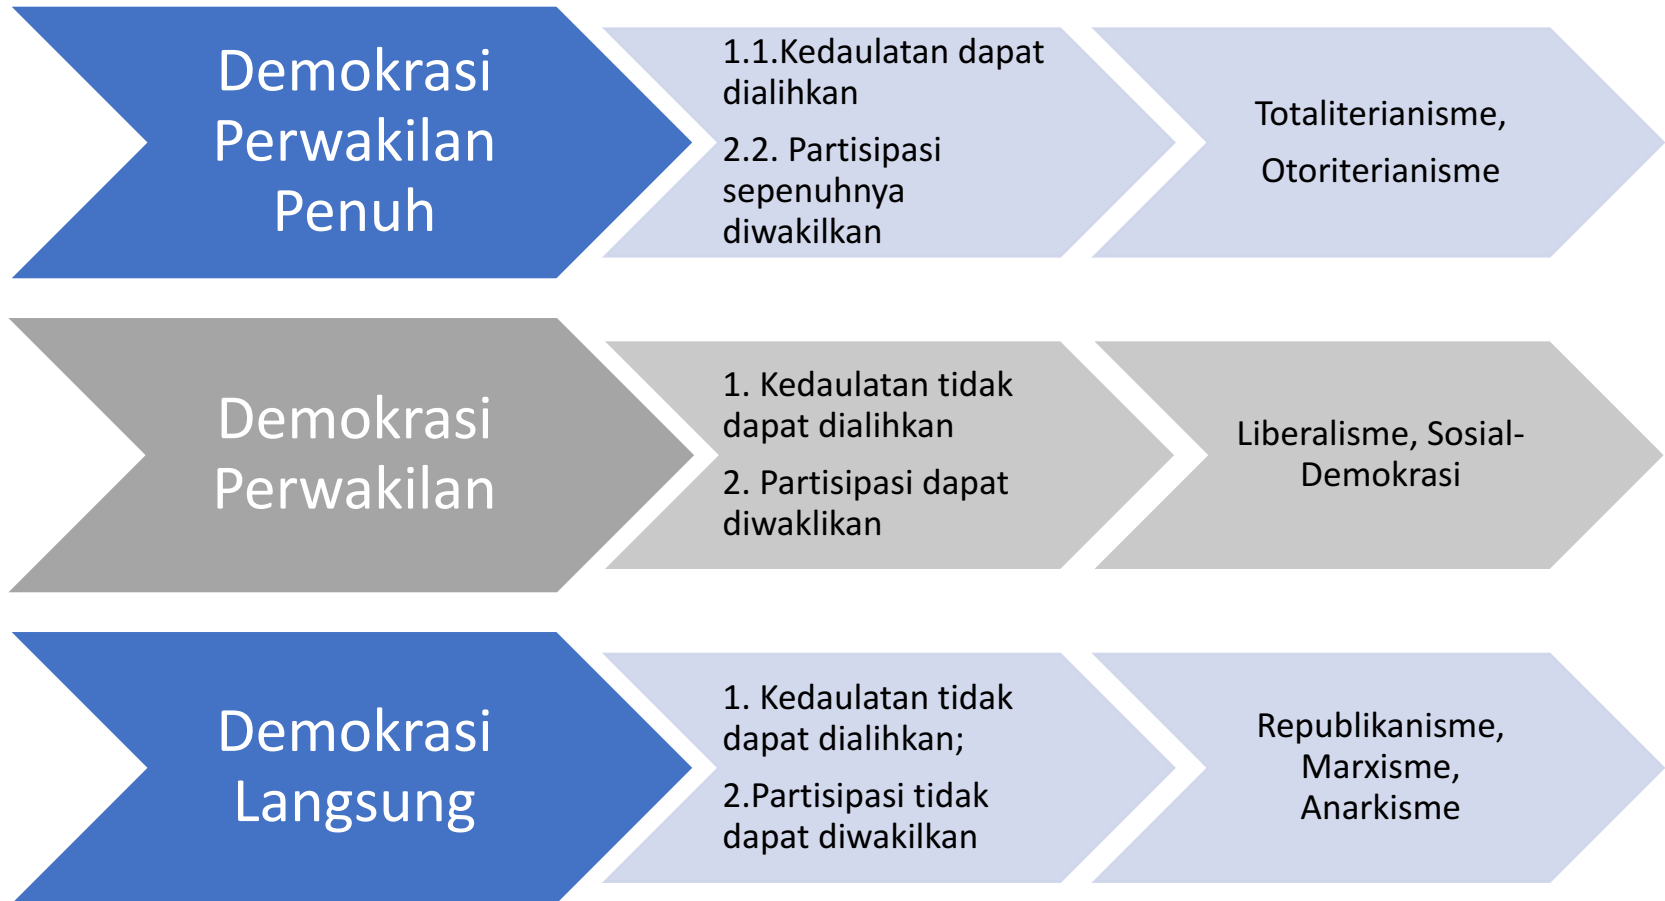 Demokrasi
Perwakilan
Penuh
1.1.Kedaulatan dapat
dialihkan
2.2. Partisipasi
sepenuhnya
diwakilkan
Totaliterianisme,
Otoriterianisme
Demokrasi
Perwakilan
1. Kedaulatan tidak
dapat dialihkan
2. Partisipasi dapat
diwaklikan
Liberalisme, Sosial-
Demokrasi
Demokrasi
Langsung
1. Kedaulatan tidak
dapat dialihkan;
2.Partisipasi tidak
dapat diwakilkan
Republikanisme,
Marxisme,
Anarkisme